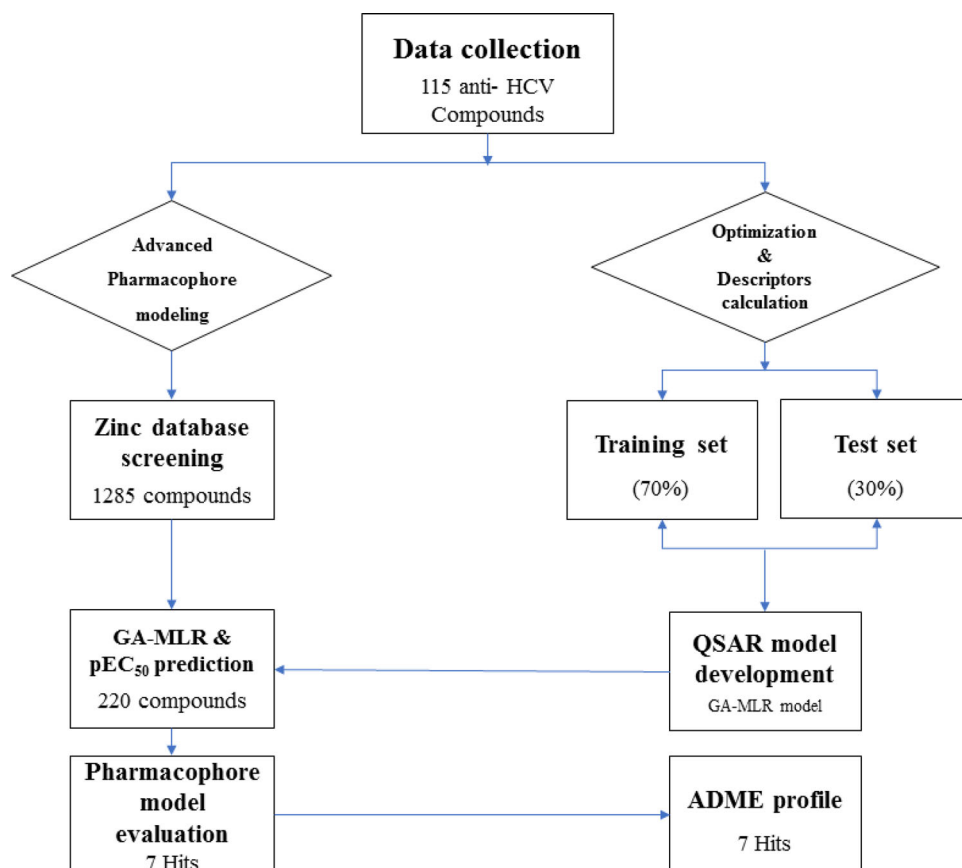 Data collection
115 anti- HCV
Compounds
Advanced
Pharmacophore
modeling
Optimization
&
Descriptors
calculation
Zinc database
screening
1285 compounds
Training set
(70%)
Test set
(30%)
GA-MLR &
pEC₅₀ prediction
220 compounds
QSAR model
development
GA-MLR model
Pharmacophore
model
evaluation
7 Hits
ADME profile
7 Hits